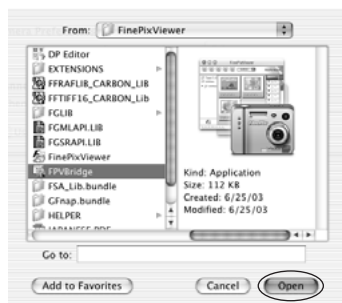 From: FinePixViewer
DP Editor
EXTENSIONS
FFRAFLIB_CARBON_LIB
FFTIFF16_CARBON_Lib
FGLIB
FGMLAPI.LIB
FGSRAPI.LIB
FinePixViewer
FPVBridge
FSA_Lib.bundle
GFnap.bundle
HELPER
Kind: Application
Size: 112 KB
Created: 6/25/03
Modified: 6/25/03
Go to:
Add to Favorites
Cancel
Open